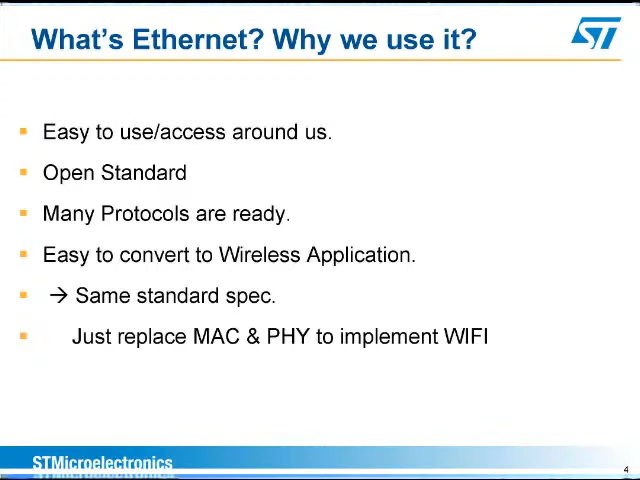 What's Ethernet? Why we use it?
ST
Easy to use/access around us.
Open Standard
Many Protocols are ready.
Easy to convert to Wireless Application.
→ Same standard spec.
Just replace MAC & PHY to implement WIFI
STMicroelectronics
4